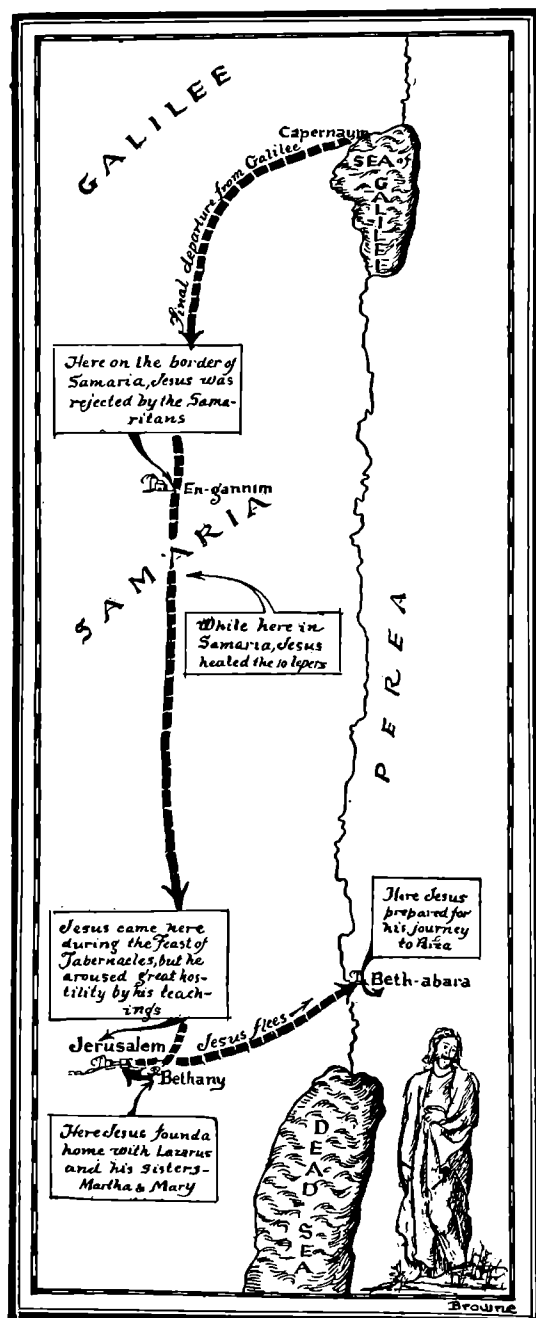 GALILEE
Capernaum
SEA of
GALILEE
Final departure from Galilee
Here on the border of
Samaria, Jesus was
rejected by the Sama-
ritans
En-gannim
SAMARIA
While here in
Samaria, Jesus
healed the 10 lepers
PEREA
Here Jesus
prepared for
his journey
to
Beth-abara
Jesus came here
during the Feast of
Tabernacles, but he
aroused great hos-
tility by his teach-
ings
Jesus flees
Jerusalem
Bethany
Here Jesus found a
home with Lazarus
and his sisters-
Martha & Mary
DEAD SEA
Browne